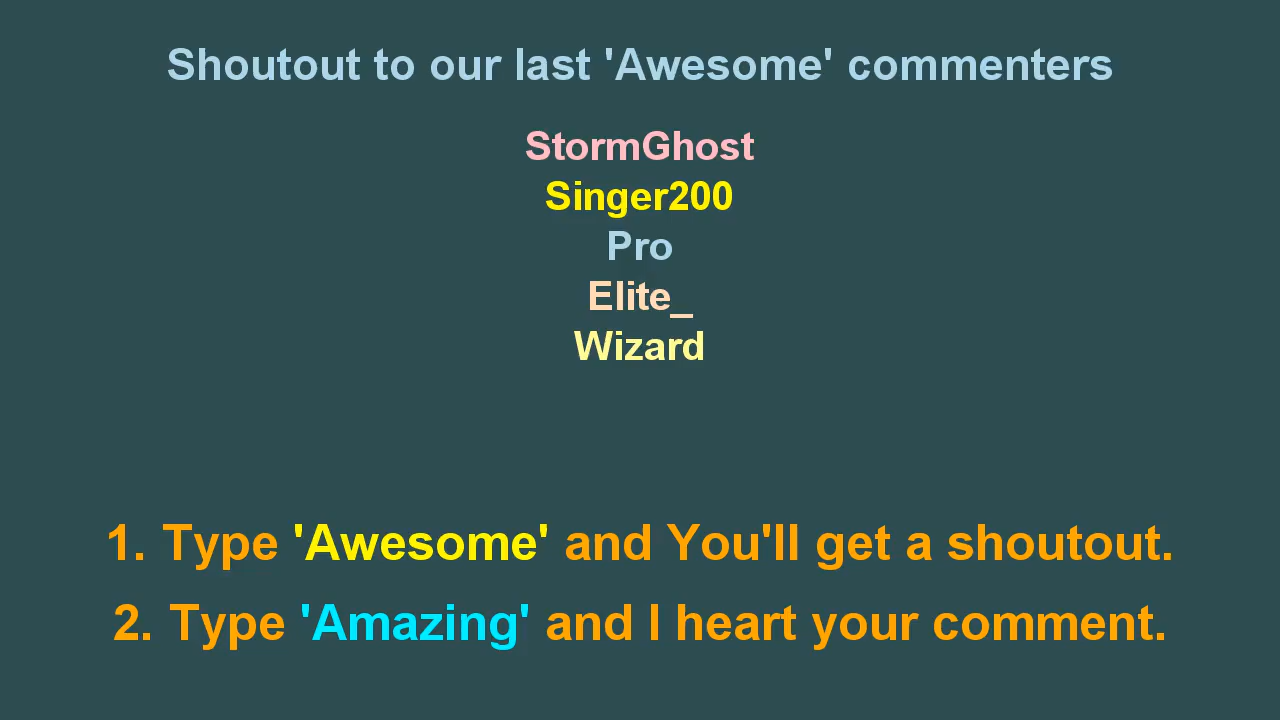 Shoutout to our last 'Awesome' commenters
StormGhost
Singer200
Pro
Elite_
Wizard
1. Type 'Awesome' and You'll get a shoutout.
2. Type 'Amazing' and I heart your comment.